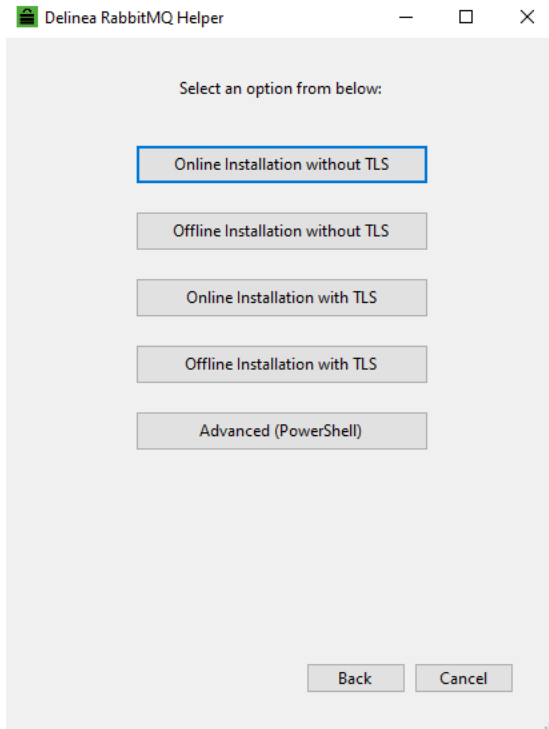 Delinea RabbitMQ Helper
Select an option from below:
Online Installation without TLS
Offline Installation without TLS
Online Installation with TLS
Offline Installation with TLS
Advanced (PowerShell)
Back Cancel